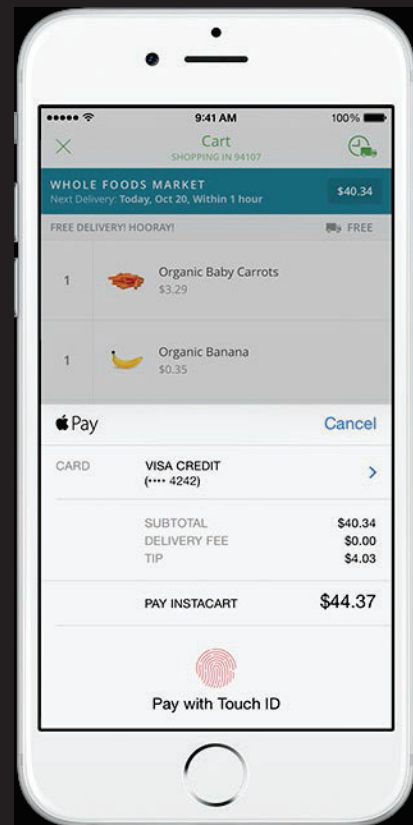 9:41 AM
100%
Cart
SHOPPING IN 94107
WHOLE FOODS MARKET
Next Delivery: Today, Oct 20, Within 1 hour
$40.34
FREE DELIVERY! HOORAY!
FREE
1
Organic Baby Carrots
$3.29
1
Organic Banana
$0.35
Pay
Cancel
CARD
VISA CREDIT
(•••• 4242)
SUBTOTAL
$40.34
DELIVERY FEE
$0.00
TIP
$4.03
PAY INSTACART
$44.37
Pay with Touch ID